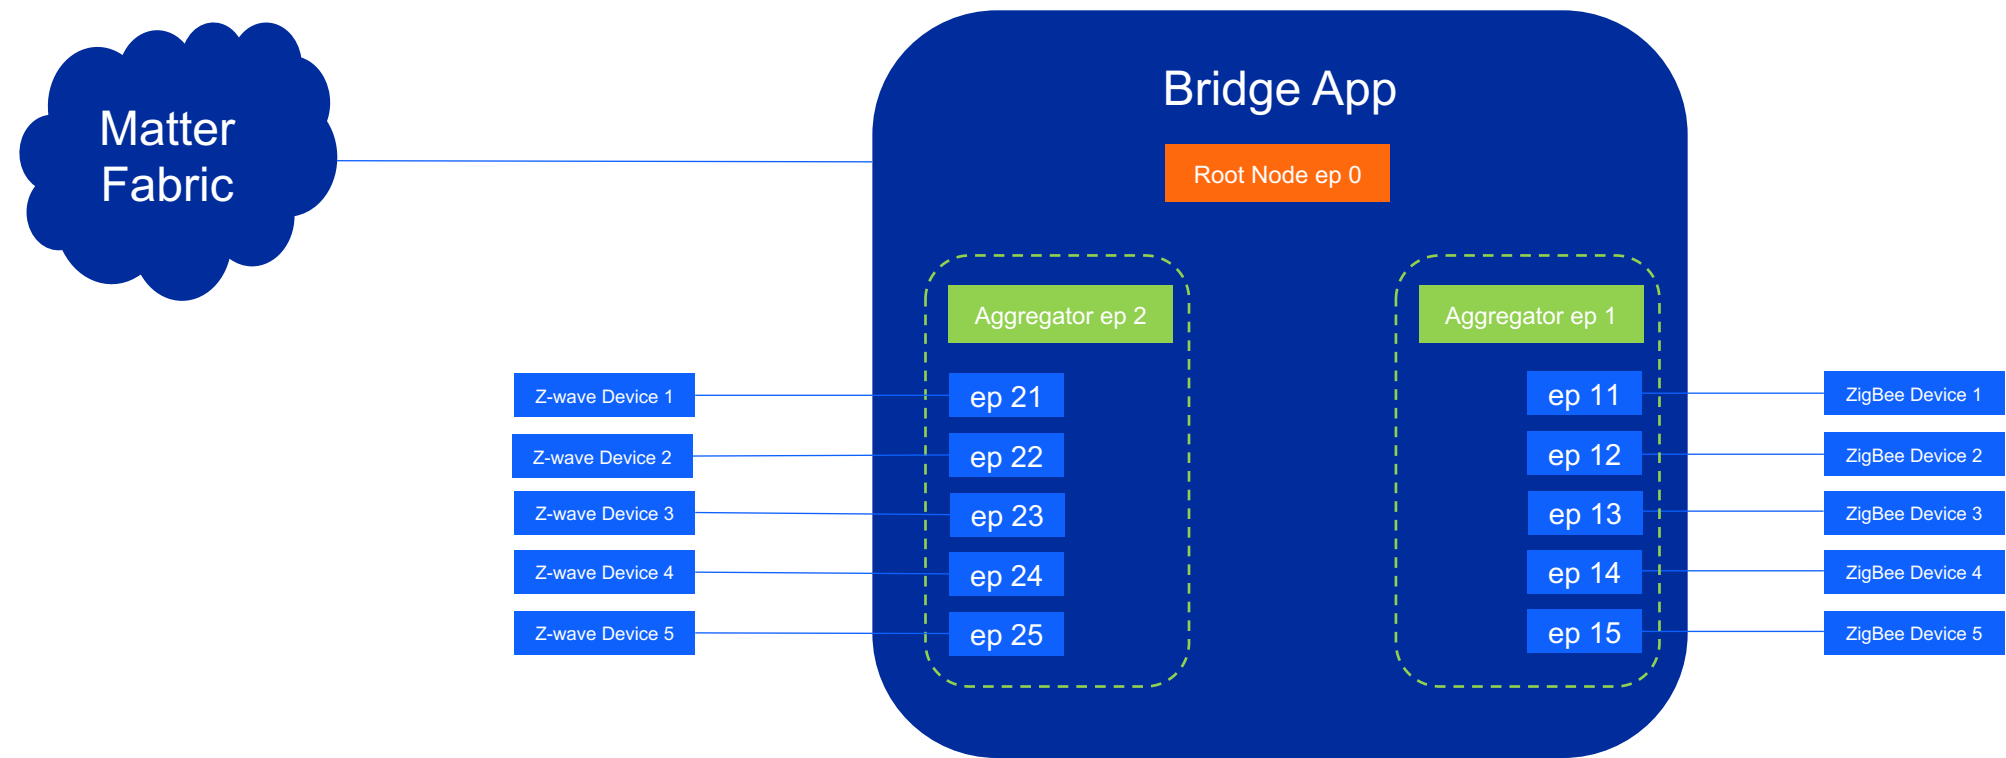 Matter
Fabric
Bridge App
Root Node ep 0
Aggregator ep 2
Aggregator ep 1
Z-wave Device 1
ep 21
ep 11
ZigBee Device 1
Z-wave Device 2
ep 22
ep 12
ZigBee Device 2
Z-wave Device 3
ep 23
ep 13
ZigBee Device 3
Z-wave Device 4
ep 24
ep 14
ZigBee Device 4
Z-wave Device 5
ep 25
ep 15
ZigBee Device 5